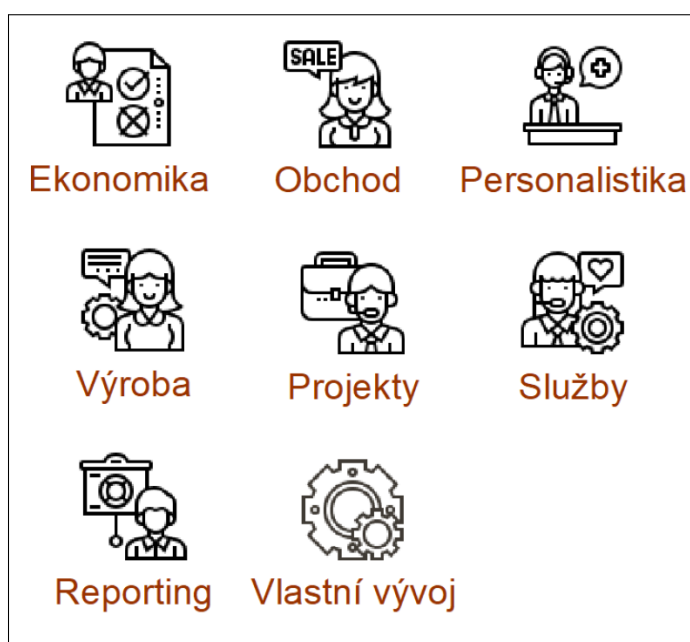 SALE
Ekonomika
Obchod
Personalistika
Výroba
Projekty
Služby
Reporting
Vlastní vývoj